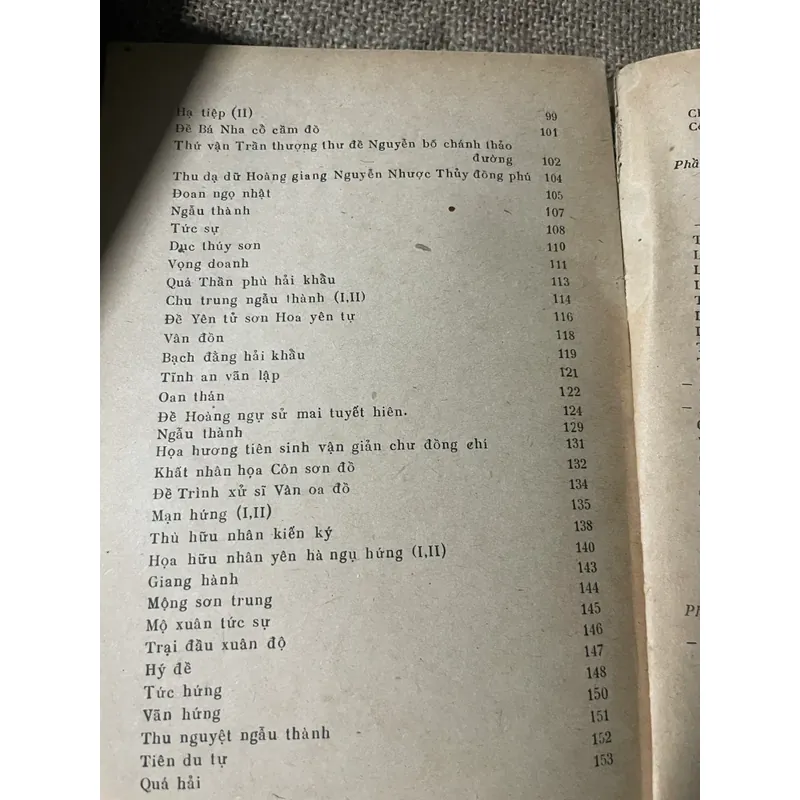 Hạ tiệp (II) 99
Đề Bá Nha cổ cầm đồ 101
Thứ vận Trần thượng thư đề Nguyễn bố chánh thảo
đường 102
Thu dạ dữ Hoàng giang Nguyễn Nhược Thủy đồng phú 104
Đoan ngọ nhật 105
Ngẫu thành 107
Tức sự 108
Dục thúy sơn 110
Vọng doanh 111
Quá Thần phù hải khẩu 113
Chu trung ngẫu thành (I,II) 114
Đề Yên tử sơn Hoa yên tự 116
Vân đồn 118
Bạch đằng hải khẩu 119
Tĩnh an vãn lập 121
Oan thán 122
Đề Hoàng ngự sử mai tuyết hiên. 124
Ngẫu thành 129
Họa hương tiên sinh vận giản chư đồng chi 131
Khất nhân họa Côn sơn đồ 132
Đề Trình xử sĩ Vân oa đồ 134
Mạn hứng (I,II) 135
Thù hữu nhân kiến ký 138
Họa hữu nhân yên hà ngụ hứng (I,II) 140
Giang hành 143
Mộng sơn trung 144
Mộ xuân tức sự 145
Trại đầu xuân độ 146
Hý đề 147
Tức hứng 148
Vãn hứng 150
Thu nguyệt ngẫu thành 151
Tiên du tự 152
Quá hải 153